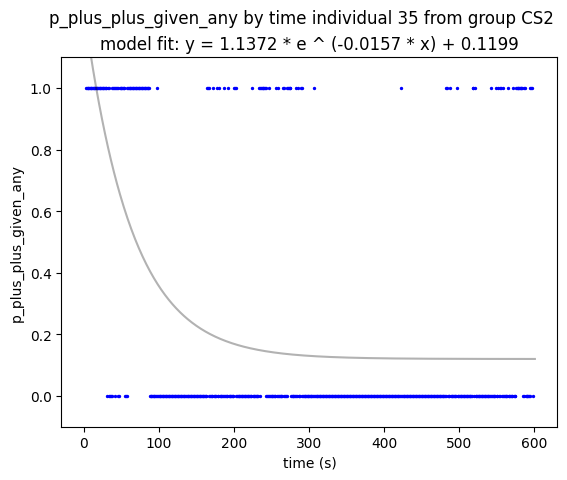 p_plus_plus_given_any by time individual 35 from group CS2
model fit: y = 1.1372 * e ^ (-0.0157 * x) + 0.1199
1.0
0.8
0.6
0.4
0.2
0.0
p_plus_plus_given_any
0 100 200 300 400 500 600
time (s)